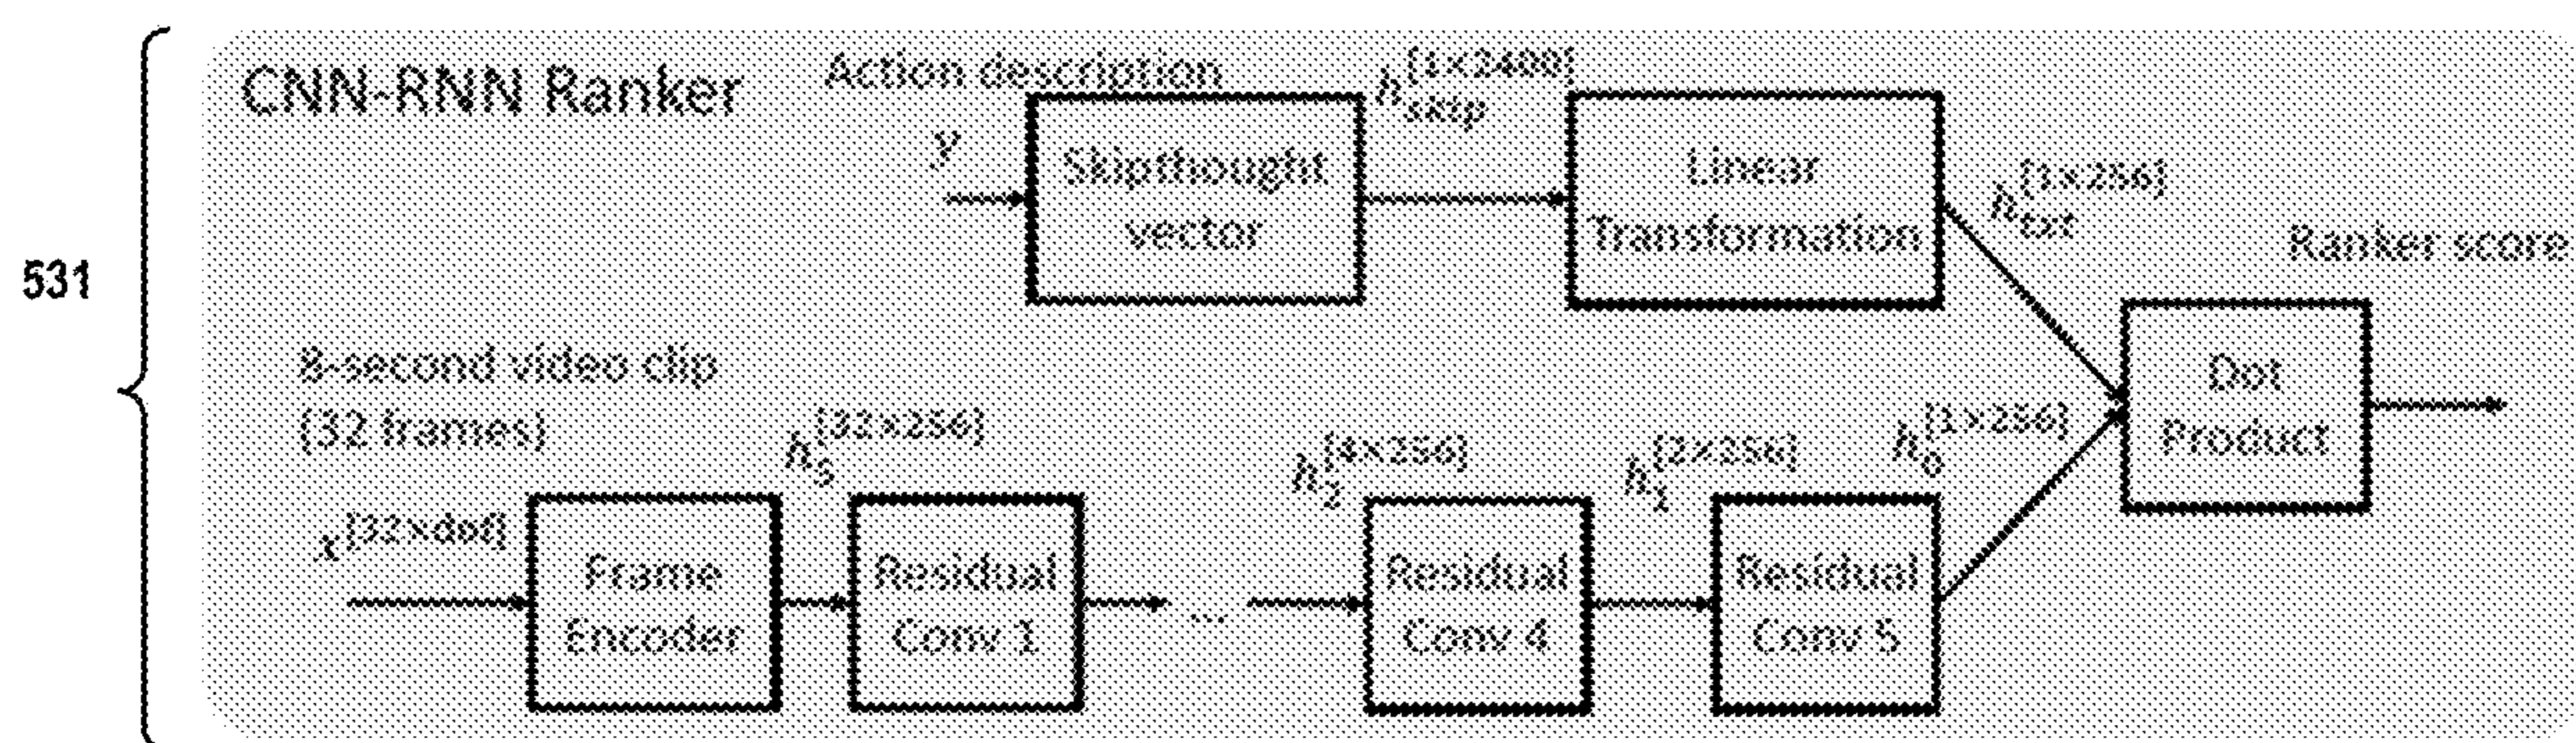 CNN-RNN Ranker
Action description
y
Skipthought
vector
h_skip^[1×2400]
Linear
Transformation
h_txt^[1×256]
Ranker score
531
8-second video clip
(32 frames)
x^[32×dof]
Frame
Encoder
h_5^[32×256]
Residual
Conv 1
...
h_2^[4×256]
Residual
Conv 4
h_1^[2×256]
Residual
Conv 5
h_0^[1×256]
Dot
Product